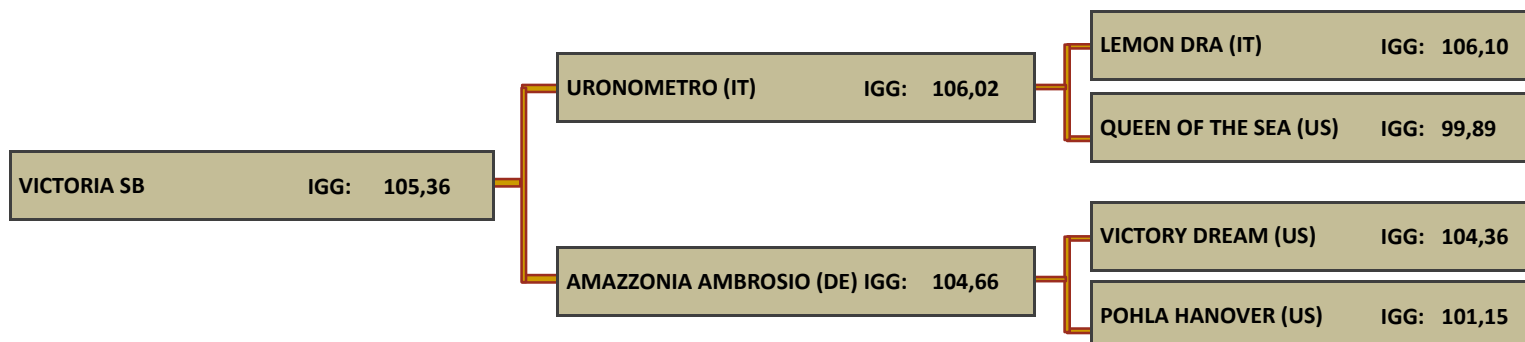 LEMON DRA (IT) IGG: 106,10
URONOMETRO (IT) IGG: 106,02
QUEEN OF THE SEA (US) IGG: 99,89
VICTORIA SB IGG: 105,36
VICTORY DREAM (US) IGG: 104,36
AMAZZONIA AMBROSIO (DE) IGG: 104,66
POHLA HANOVER (US) IGG: 101,15